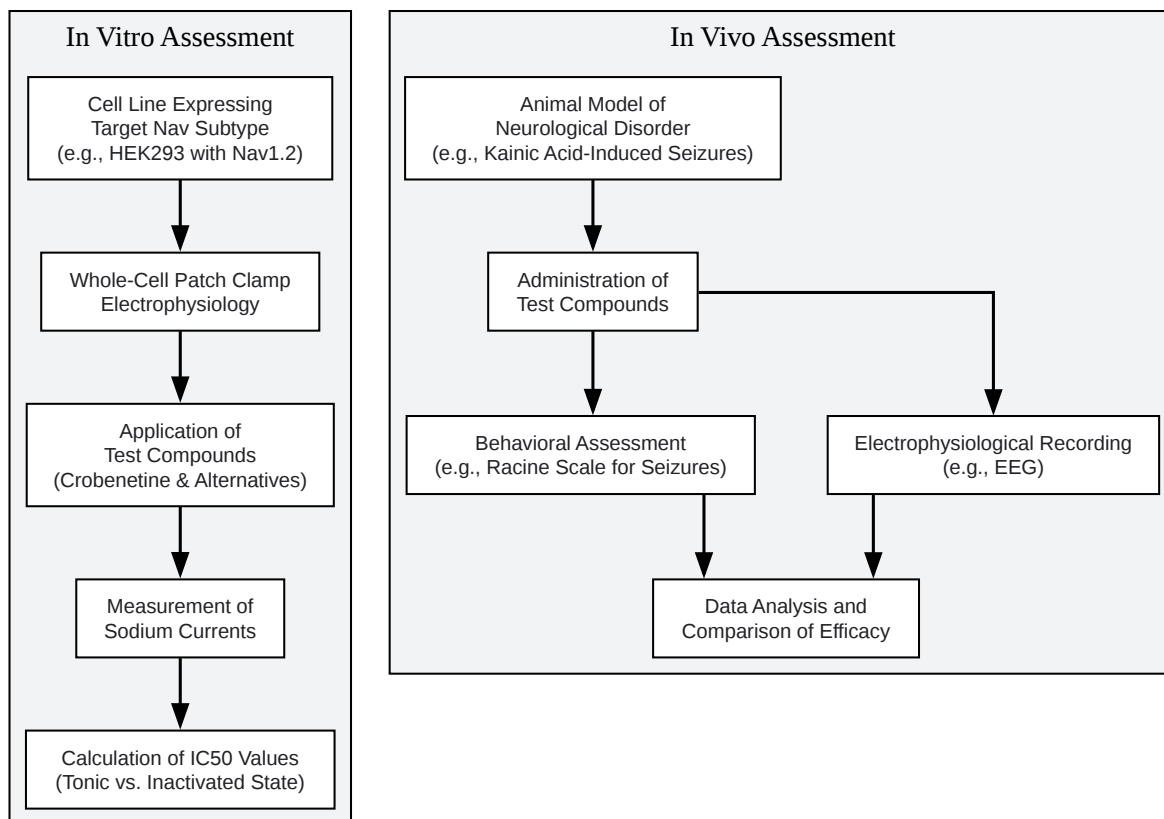 In Vitro Assessment
Cell Line Expressing
Target Nav Subtype
(e.g., HEK293 with Nav1.2)
Whole-Cell Patch Clamp
Electrophysiology
Application of
Test Compounds
(Crobenetine & Alternatives)
Measurement of
Sodium Currents
Calculation of IC50 Values
(Tonic vs. Inactivated State)
In Vivo Assessment
Animal Model of
Neurological Disorder
(e.g., Kainic Acid-Induced Seizures)
Administration of
Test Compounds
Behavioral Assessment
(e.g., Racine Scale for Seizures)
Electrophysiological Recording
(e.g., EEG)
Data Analysis and
Comparison of Efficacy